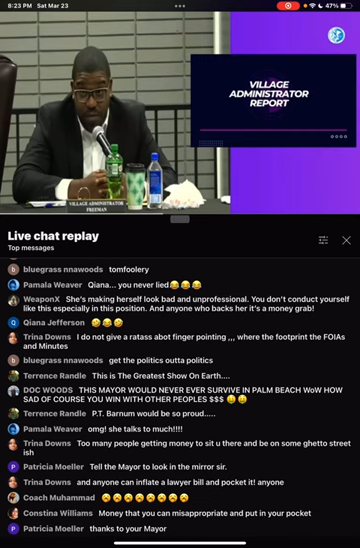 8:23 PM Sat Mar 23
47%
VILLAGE
ADMINISTRATOR
REPORT
VILLAGE ADMINISTRATOR
FREEMAN
Live chat replay
Top messages
bluegrass nnawoods tomfoolery
Pamala Weaver Qiana... you never lied😂😂😂
WeaponX She's making herself look bad and unprofessional. You don't conduct yourself
like this especially in this position. And anyone who backs her it's a money grab!
Qiana Jefferson 🤣😂🤣
Trina Downs I do not give a ratass abot finger pointing ,,, where the footprint the FOIAs
and Minutes
bluegrass nnawoods get the politics outta politics
Terrence Randle This is The Greatest Show On Earth....
DOC WOODS THIS MAYOR WOULD NEVER EVER SURVIVE IN PALM BEACH WoW HOW
SAD OF COURSE YOU WIN WITH OTHER PEOPLES $$$ 🤑🤑
Terrence Randle P.T. Barnum would be so proud.....
Pamala Weaver omg! she talks to much!!!!
Trina Downs Too many people getting money to sit u there and be on some ghetto street
ish
Patricia Moeller Tell the Mayor to look in the mirror sir.
Trina Downs and anyone can inflate a lawyer bill and pocket it! anyone
Coach Muhammad
Constina Williams Money that you can misappropriate and put in your pocket
Patricia Moeller thanks to your Mayor